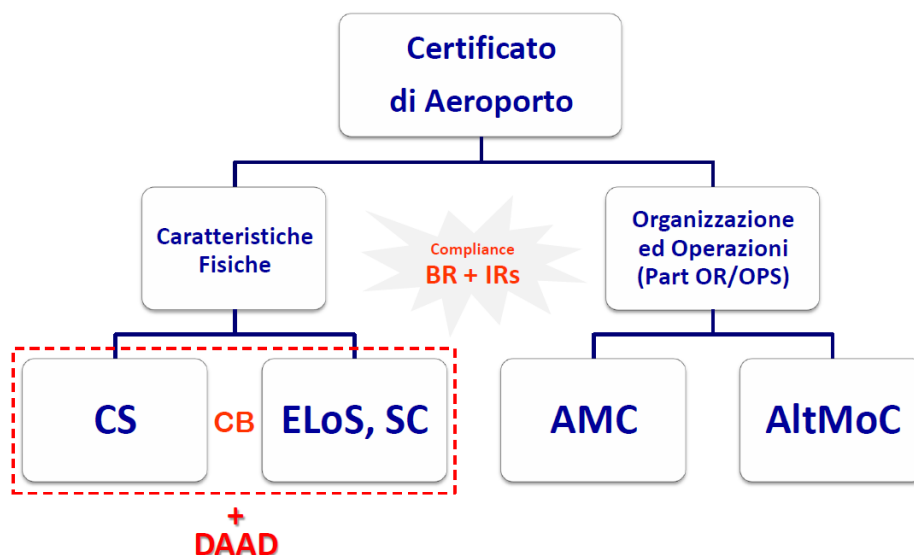 Certificato
di Aeroporto
Caratteristiche
Fisiche
Compliance
BR + IRs
Organizzazione
ed Operazioni
(Part OR/OPS)
CS
CB
ELoS, SC
AMC
AltMoC
+
DAAD